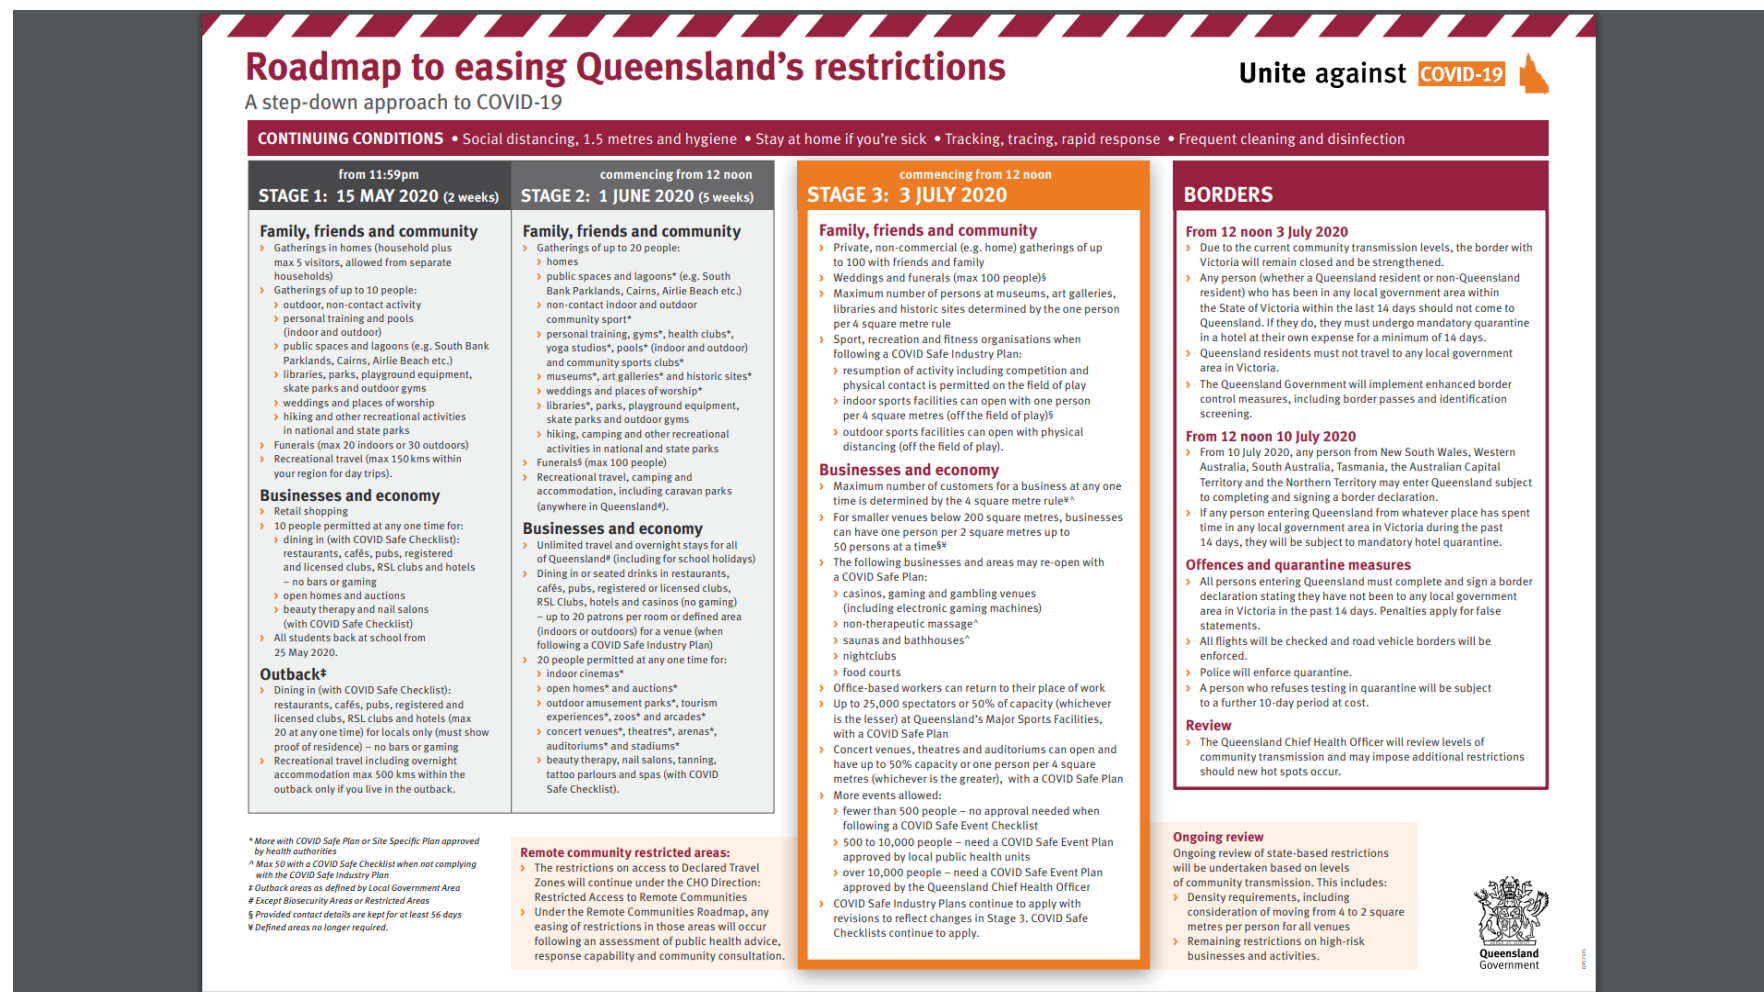 Roadmap to easing Queensland's restrictions
A step-down approach to COVID-19
Unite against COVID-19
CONTINUING CONDITIONS • Social distancing, 1.5 metres and hygiene • Stay at home if you're sick • Tracking, tracing, rapid response • Frequent cleaning and disinfection
from 11:59pm
STAGE 1: 15 MAY 2020 (2 weeks)
Family, friends and community
› Gatherings in homes (household plus
max 5 visitors, allowed from separate
households)
› Gatherings of up to 10 people:
› outdoor, non-contact activity
› personal training and pools
(indoor and outdoor)
› public spaces and lagoons (e.g. South Bank
Parklands, Cairns, Airlie Beach etc.)
› libraries, parks, playground equipment,
skate parks and outdoor gyms
› weddings and places of worship
› hiking and other recreational activities
in national and state parks
› Funerals (max 20 indoors or 30 outdoors)
› Recreational travel (max 150kms within
your region for day trips).
Businesses and economy
› Retail shopping
› 10 people permitted at any one time for:
› dining in (with COVID Safe Checklist):
restaurants, cafés, pubs, registered
and licensed clubs, RSL clubs and hotels
– no bars or gaming
› open homes and auctions
› beauty therapy and nail salons
(with COVID Safe Checklist)
› All students back at school from
25 May 2020.
Outback‡
› Dining in (with COVID Safe Checklist):
restaurants, cafés, pubs, registered and
licensed clubs, RSL clubs and hotels (max
20 at any one time) for locals only (must show
proof of residence) – no bars or gaming
› Recreational travel including overnight
accommodation max 500 kms within the
outback only if you live in the outback.
commencing from 12 noon
STAGE 2: 1 JUNE 2020 (5 weeks)
Family, friends and community
› Gatherings of up to 20 people:
› homes
› public spaces and lagoons* (e.g. South
Bank Parklands, Cairns, Airlie Beach etc.)
› non-contact indoor and outdoor
community sport*
› personal training, gyms*, health clubs*,
yoga studios*, pools* (indoor and outdoor)
and community sports clubs*
› museums*, art galleries* and historic sites*
› weddings and places of worship*
› libraries*, parks, playground equipment,
skate parks and outdoor gyms
› hiking, camping and other recreational
activities in national and state parks
› Funerals§ (max 100 people)
› Recreational travel, camping and
accommodation, including caravan parks
(anywhere in Queensland#).
Businesses and economy
› Unlimited travel and overnight stays for all
of Queensland# (including for school holidays)
› Dining in or seated drinks in restaurants,
cafés, pubs, registered or licensed clubs,
RSL Clubs, hotels and casinos (no gaming)
– up to 20 patrons per room or defined area
(indoors or outdoors) for a venue (when
following a COVID Safe Industry Plan)
› 20 people permitted at any one time for:
› indoor cinemas*
› open homes* and auctions*
› outdoor amusement parks*, tourism
experiences*, zoos* and arcades*
› concert venues*, theatres*, arenas*,
auditoriums* and stadiums*
› beauty therapy, nail salons, tanning,
tattoo parlours and spas (with COVID
Safe Checklist).
commencing from 12 noon
STAGE 3: 3 JULY 2020
Family, friends and community
› Private, non-commercial (e.g. home) gatherings of up
to 100 with friends and family
› Weddings and funerals (max 100 people)§
› Maximum number of persons at museums, art galleries,
libraries and historic sites determined by the one person
per 4 square metre rule
› Sport, recreation and fitness organisations when
following a COVID Safe Industry Plan:
› resumption of activity including competition and
physical contact is permitted on the field of play
› indoor sports facilities can open with one person
per 4 square metres (off the field of play)§
› outdoor sports facilities can open with physical
distancing (off the field of play).
Businesses and economy
› Maximum number of customers for a business at any one
time is determined by the 4 square metre rule¥^
› For smaller venues below 200 square metres, businesses
can have one person per 2 square metres up to
50 persons at a time§¥
› The following businesses and areas may re-open with
a COVID Safe Plan:
› casinos, gaming and gambling venues
(including electronic gaming machines)
› non-therapeutic massage^
› saunas and bathhouses^
› nightclubs
› food courts
› Office-based workers can return to their place of work
› Up to 25,000 spectators or 50% of capacity (whichever
is the lesser) at Queensland's Major Sports Facilities,
with a COVID Safe Plan
› Concert venues, theatres and auditoriums can open and
have up to 50% capacity or one person per 4 square
metres (whichever is the greater), with a COVID Safe Plan
› More events allowed:
› fewer than 500 people – no approval needed when
following a COVID Safe Event Checklist
› 500 to 10,000 people – need a COVID Safe Event Plan
approved by local public health units
› over 10,000 people – need a COVID Safe Event Plan
approved by the Queensland Chief Health Officer
› COVID Safe Industry Plans continue to apply with
revisions to reflect changes in Stage 3. COVID Safe
Checklists continue to apply.
BORDERS
From 12 noon 3 July 2020
› Due to the current community transmission levels, the border with
Victoria will remain closed and be strengthened.
› Any person (whether a Queensland resident or non-Queensland
resident) who has been in any local government area within
the State of Victoria within the last 14 days should not come to
Queensland. If they do, they must undergo mandatory quarantine
in a hotel at their own expense for a minimum of 14 days.
› Queensland residents must not travel to any local government
area in Victoria.
› The Queensland Government will implement enhanced border
control measures, including border passes and identification
screening.
From 12 noon 10 July 2020
› From 10 July 2020, any person from New South Wales, Western
Australia, South Australia, Tasmania, the Australian Capital
Territory and the Northern Territory may enter Queensland subject
to completing and signing a border declaration.
› If any person entering Queensland from whatever place has spent
time in any local government area in Victoria during the past
14 days, they will be subject to mandatory hotel quarantine.
Offences and quarantine measures
› All persons entering Queensland must complete and sign a border
declaration stating they have not been to any local government
area in Victoria in the past 14 days. Penalties apply for false
statements.
› All flights will be checked and road vehicle borders will be
enforced.
› Police will enforce quarantine.
› A person who refuses testing in quarantine will be subject
to a further 10-day period at cost.
Review
› The Queensland Chief Health Officer will review levels of
community transmission and may impose additional restrictions
should new hot spots occur.
* More with COVID Safe Plan or Site Specific Plan approved
by health authorities
^ Max 50 with a COVID Safe Checklist when not complying
with the COVID Safe Industry Plan
‡ Outback areas as defined by Local Government Area
# Except Biosecurity Areas or Restricted Areas
§ Provided contact details are kept for at least 56 days
¥ Defined areas no longer required.
Remote community restricted areas:
› The restrictions on access to Declared Travel
Zones will continue under the CHO Direction:
Restricted Access to Remote Communities
› Under the Remote Communities Roadmap, any
easing of restrictions in those areas will occur
following an assessment of public health advice,
response capability and community consultation.
Ongoing review
Ongoing review of state-based restrictions
will be undertaken based on levels
of community transmission. This includes:
› Density requirements, including
consideration of moving from 4 to 2 square
metres per person for all venues
› Remaining restrictions on high-risk
businesses and activities.
Queensland
Government